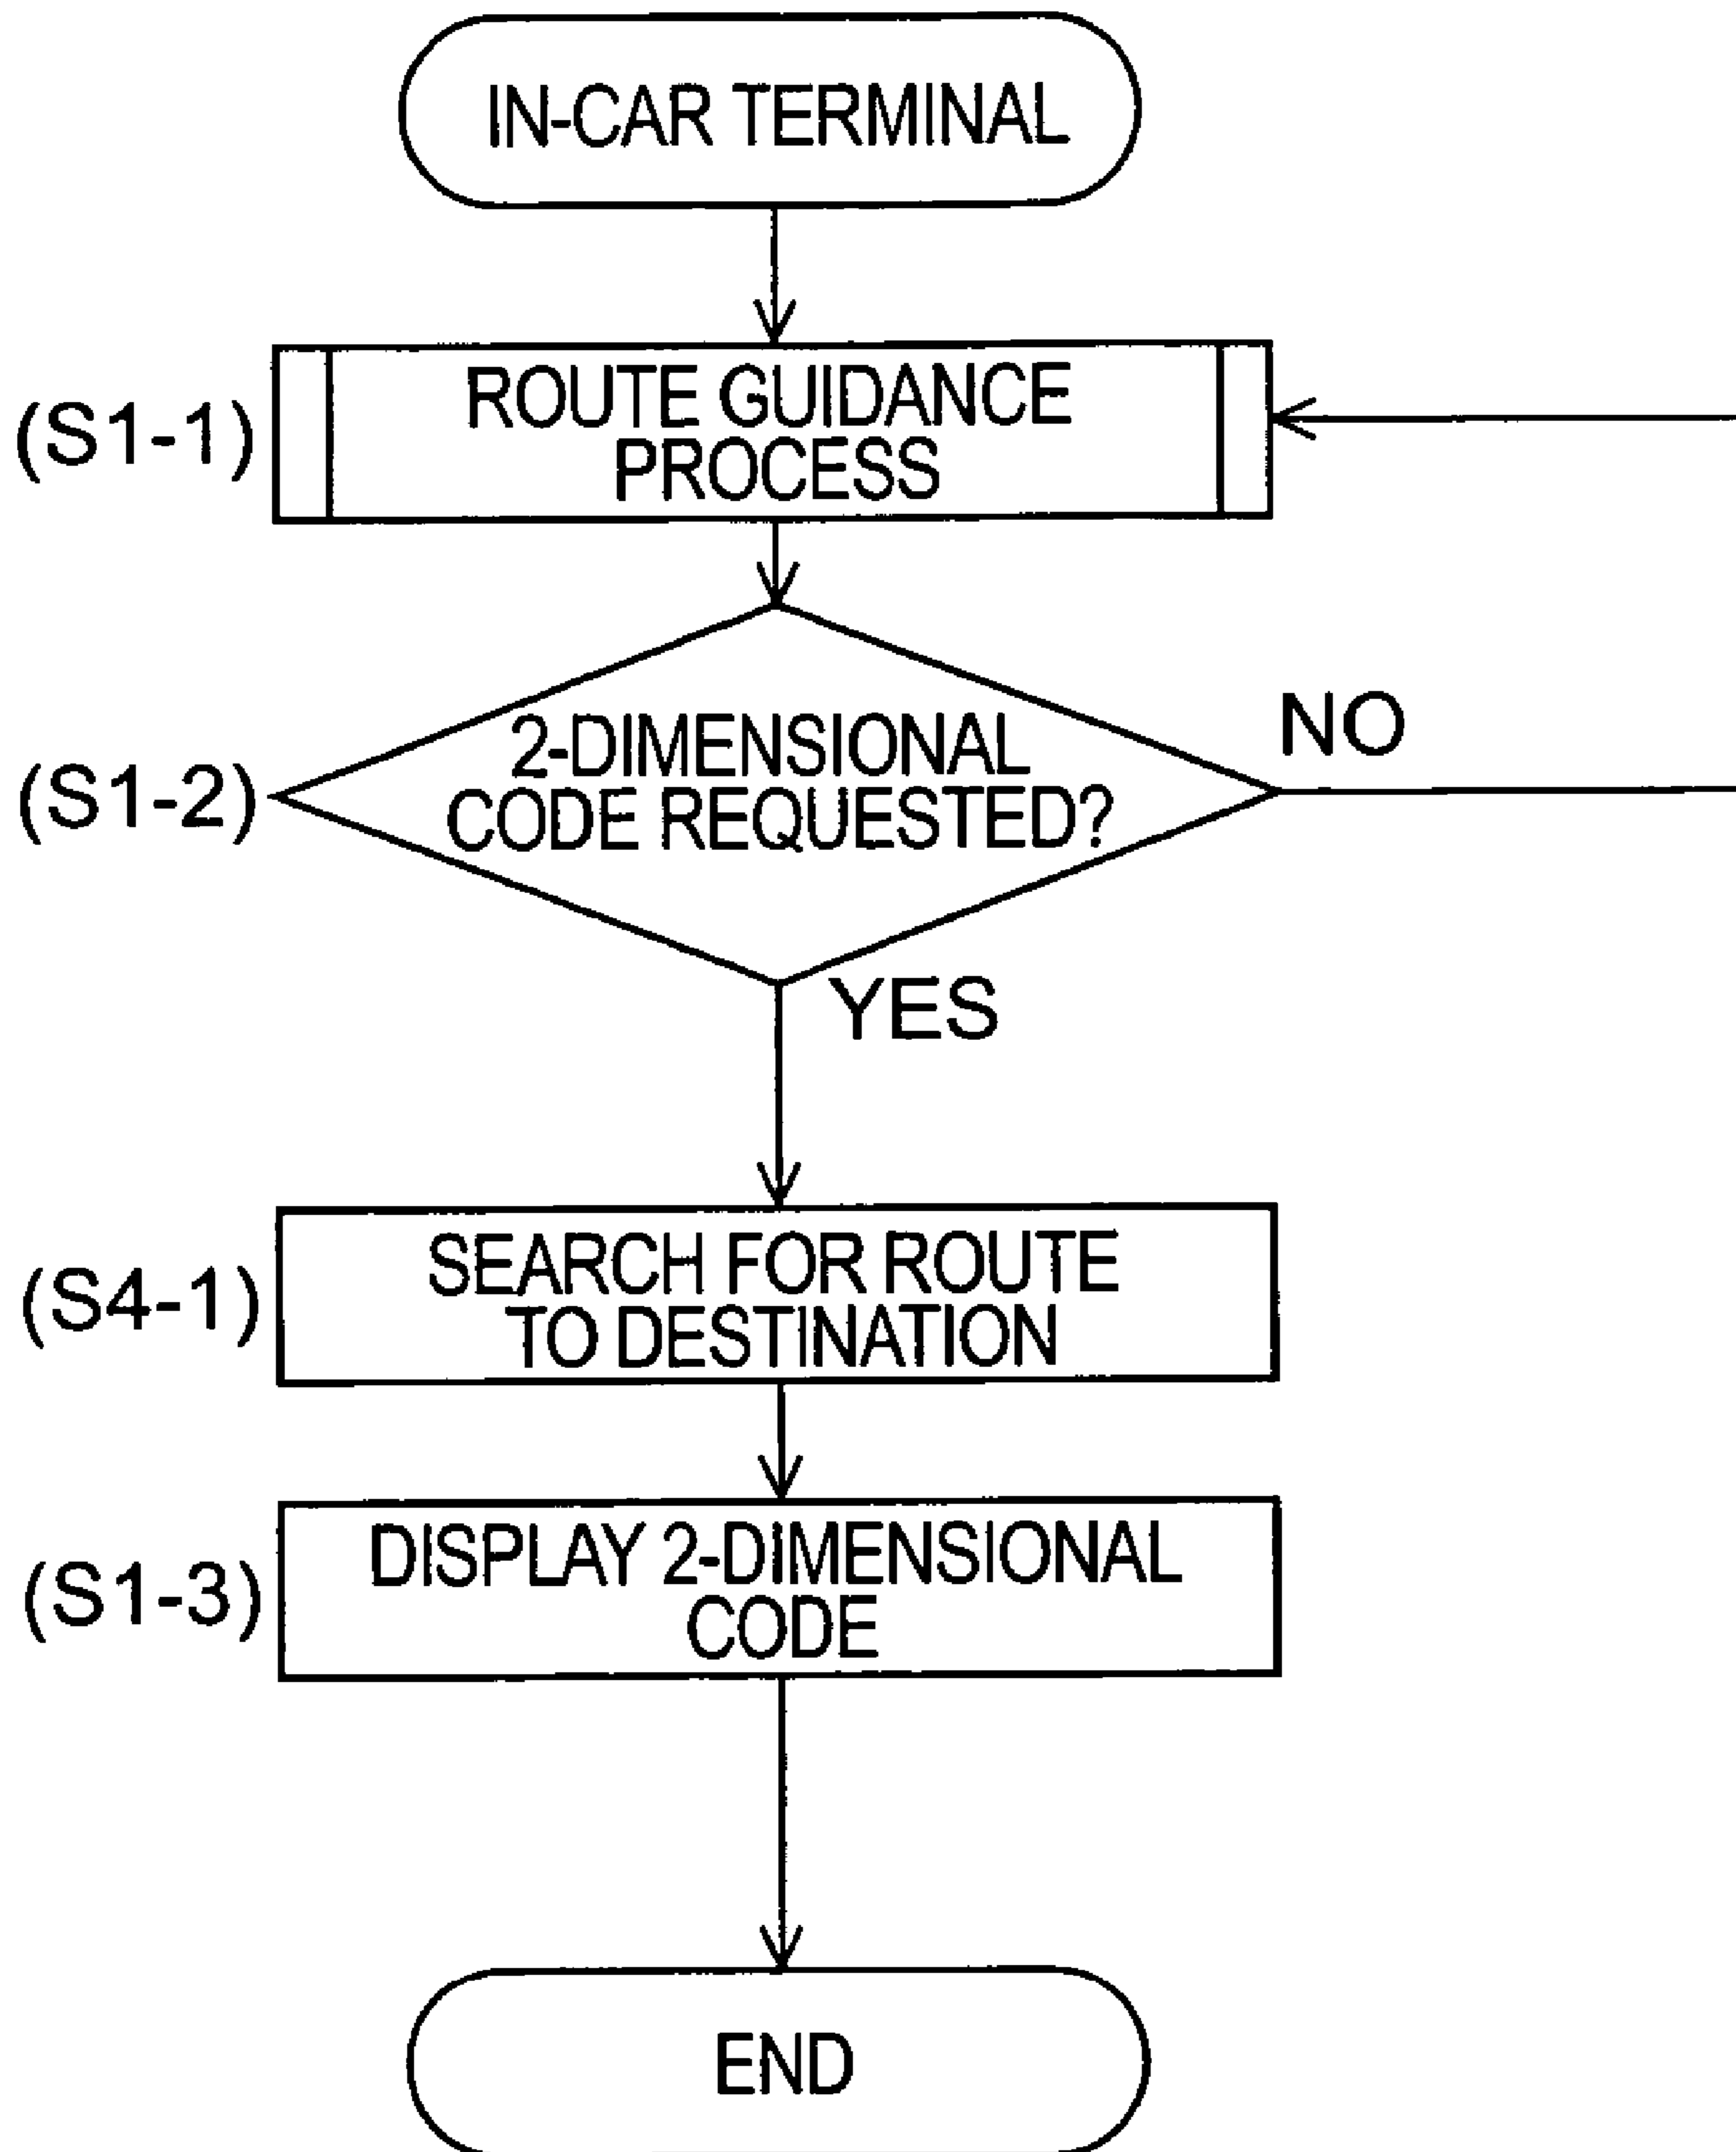 IN-CAR TERMINAL
(S1-1)
ROUTE GUIDANCE
PROCESS
(S1-2)
2-DIMENSIONAL
CODE REQUESTED?
NO
YES
(S4-1)
SEARCH FOR ROUTE
TO DESTINATION
(S1-3)
DISPLAY 2-DIMENSIONAL
CODE
END